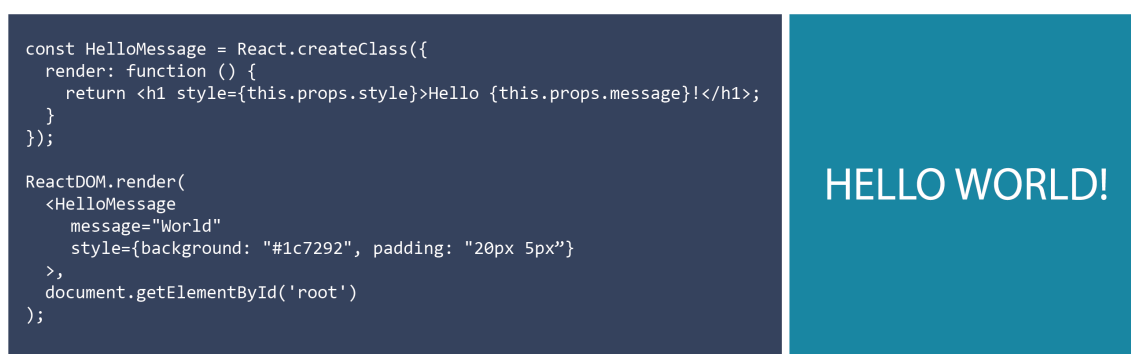 const HelloMessage = React.createClass({
  render: function () {
    return <h1 style={this.props.style}>Hello {this.props.message}!</h1>;
  }
});

ReactDOM.render(
  <HelloMessage
    message="World"
    style={background: "#1c7292", padding: "20px 5px”}
  >,
  document.getElementById('root')
);
HELLO WORLD!